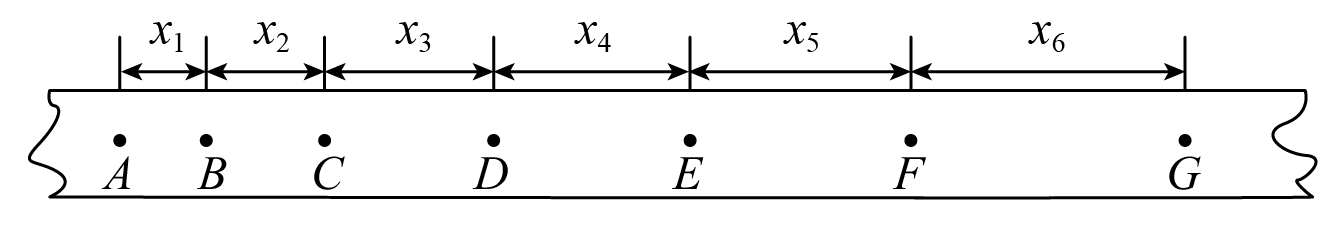 x₁ x₂ x₃ x₄ x₅ x₆
A B C D E F G